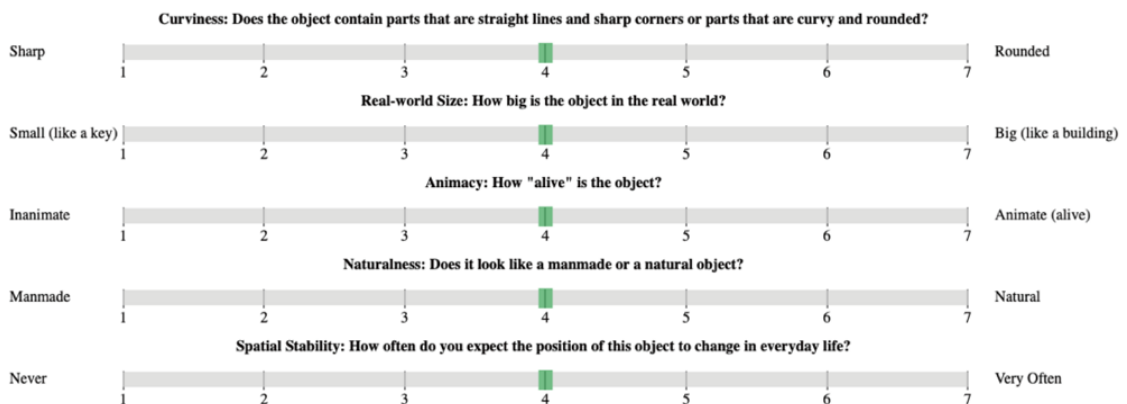 Curviness: Does the object contain parts that are straight lines and sharp corners or parts that are curvy and rounded?
Sharp Rounded
1 2 3 4 5 6 7
Real-world Size: How big is the object in the real world?
Small (like a key) Big (like a building)
1 2 3 4 5 6 7
Animacy: How "alive" is the object?
Inanimate Animate (alive)
1 2 3 4 5 6 7
Naturalness: Does it look like a manmade or a natural object?
Manmade Natural
1 2 3 4 5 6 7
Spatial Stability: How often do you expect the position of this object to change in everyday life?
Never Very Often
1 2 3 4 5 6 7